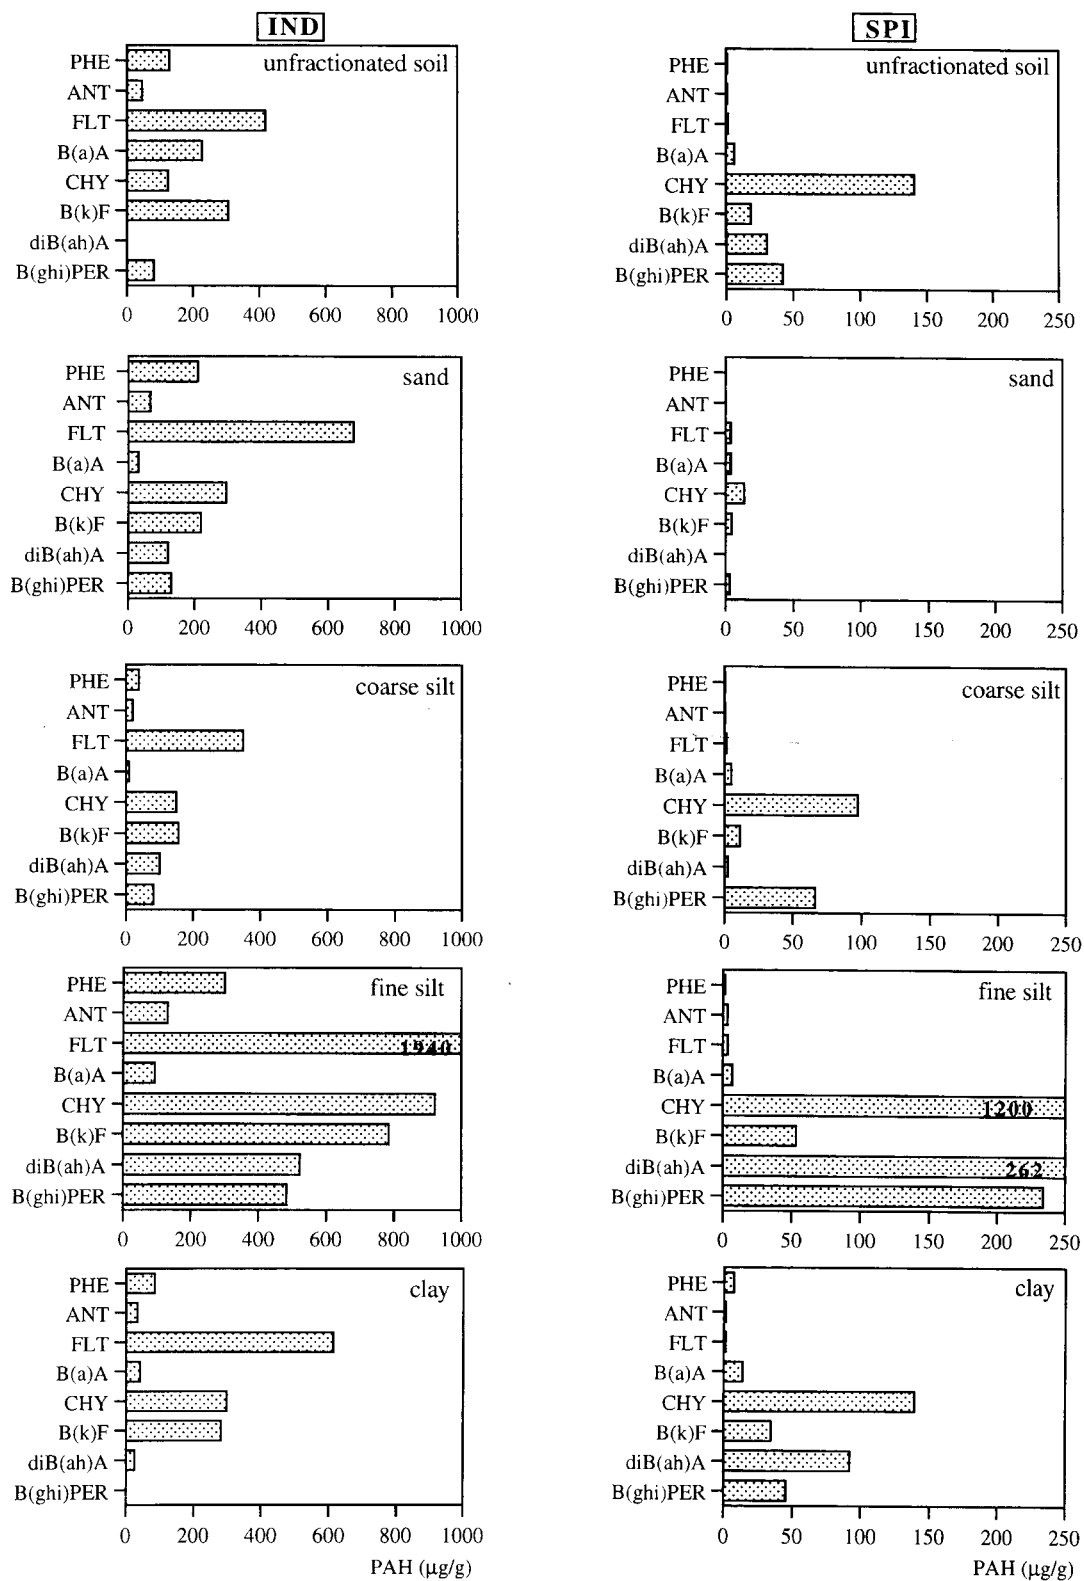 IND
unfractionated soil
PHE
ANT
FLT
B(a)A
CHY
B(k)F
diB(ah)A
B(ghi)PER
0 200 400 600 800 1000
sand
PHE
ANT
FLT
B(a)A
CHY
B(k)F
diB(ah)A
B(ghi)PER
0 200 400 600 800 1000
coarse silt
PHE
ANT
FLT
B(a)A
CHY
B(k)F
diB(ah)A
B(ghi)PER
0 200 400 600 800 1000
fine silt
PHE
ANT
FLT
1940
B(a)A
CHY
B(k)F
diB(ah)A
B(ghi)PER
0 200 400 600 800 1000
clay
PHE
ANT
FLT
B(a)A
CHY
B(k)F
diB(ah)A
B(ghi)PER
0 200 400 600 800 1000
PAH (µg/g)
SPI
unfractionated soil
PHE
ANT
FLT
B(a)A
CHY
B(k)F
diB(ah)A
B(ghi)PER
0 50 100 150 200 250
sand
PHE
ANT
FLT
B(a)A
CHY
B(k)F
diB(ah)A
B(ghi)PER
0 50 100 150 200 250
coarse silt
PHE
ANT
FLT
B(a)A
CHY
B(k)F
diB(ah)A
B(ghi)PER
0 50 100 150 200 250
fine silt
PHE
ANT
FLT
B(a)A
CHY
1200
B(k)F
diB(ah)A
262
B(ghi)PER
0 50 100 150 200 250
clay
PHE
ANT
FLT
B(a)A
CHY
B(k)F
diB(ah)A
B(ghi)PER
0 50 100 150 200 250
PAH (µg/g)